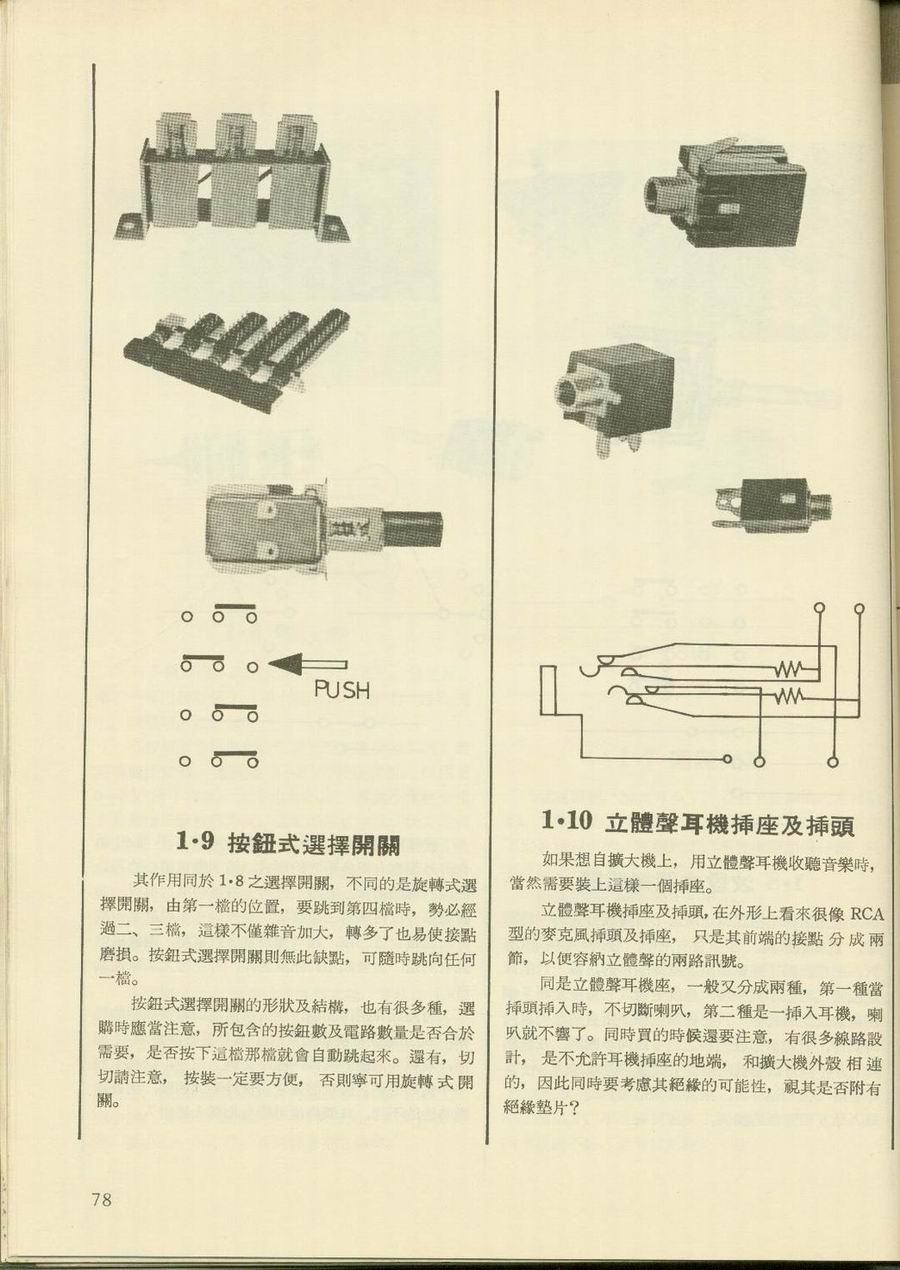 PUSH
1·9 按鈕式選擇開關
其作用同於 1·8 之選擇開關，不同的是旋轉式選
擇開關，由第一檔的位置，要跳到第四檔時，勢必經
過二、三檔，這樣不僅雜音加大，轉多了也易使接點
磨損。按鈕式選擇開關則無此缺點，可隨時跳向任何
一檔。
按鈕式選擇開關的形狀及結構，也有很多種，選
購時應當注意，所包含的按鈕數及電路數量是否合於
需要，是否按下這檔那檔就會自動跳起來。還有，切
切請注意，按裝一定要方便，否則寧可用旋轉式開
關。
1·10 立體聲耳機揷座及揷頭
如果想自擴大機上，用立體聲耳機收聽音樂時，
當然需要裝上這樣一個揷座。
立體聲耳機揷座及揷頭，在外形上看來很像 RCA
型的麥克風揷頭及揷座，只是其前端的接點分成兩
節，以便容納立體聲的兩路訊號。
同是立體聲耳機座，一般又分成兩種，第一種當
揷頭揷入時，不切斷喇叭，第二種是一揷入耳機，喇
叭就不響了。同時買的時候還要注意，有很多線路設
計，是不允許耳機揷座的地端，和擴大機外殼相連
的，因此同時要考慮其絕緣的可能性，視其是否附有
絕緣墊片？
78